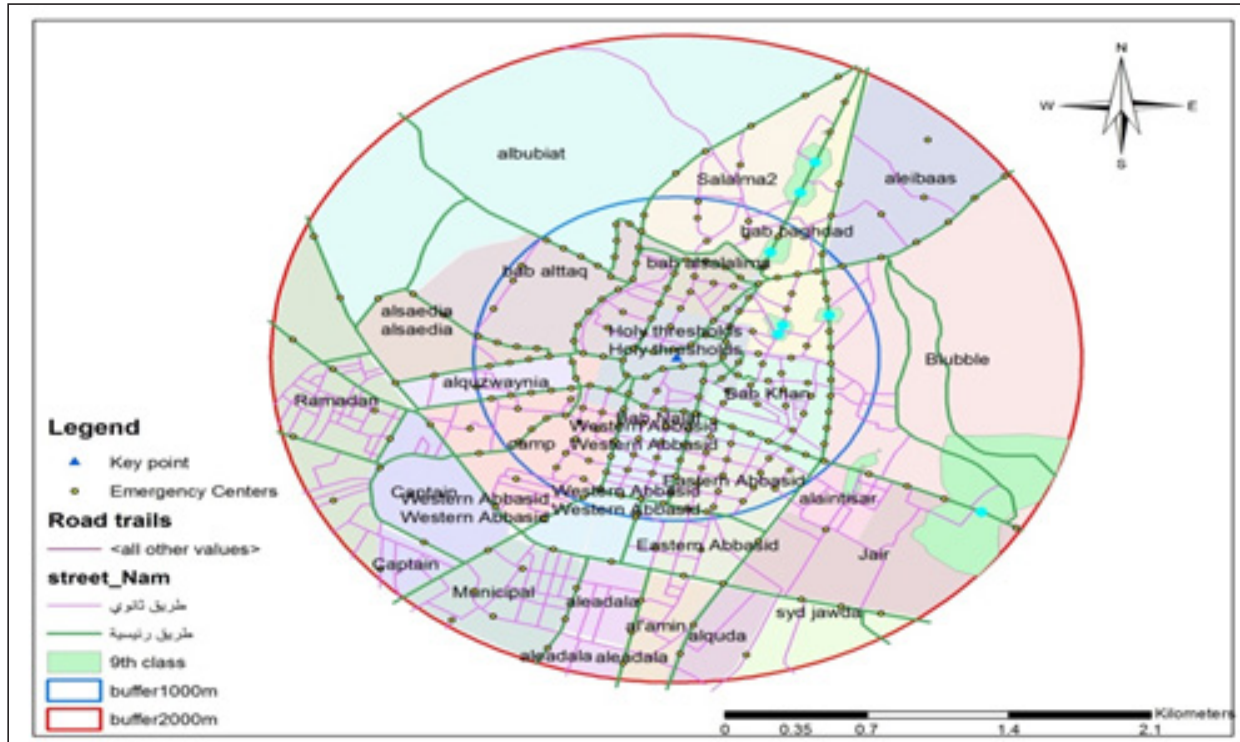 N
W E
S
albubiat
Salalma2
aleibaas
bab baghdad
bab alsalalima
bab alttaq
alsaedia
alsaedia
Holy thresholds
Holy thresholds
Blubble
alquzwaynia
Bab Khan
Ramadan
Bab Najaf
Western Abbasid
Western Abbasid
camp
Eastern Abbasid
Captain
Western Abbasid
Western Abbasid
Western Abbasid
Western Abbasid
alaintisar
Eastern Abbasid
Jair
Captain
Municipal
aleadala
syd jawda
al'amin
alquda
aleadala
aleadala
Legend
Key point
Emergency Centers
Road trails
<all other values>
street_Nam
طريق ثانوي
طريق رئيسية
9th class
buffer1000m
buffer2000m
Kilometers
0 0.35 0.7 1.4 2.1